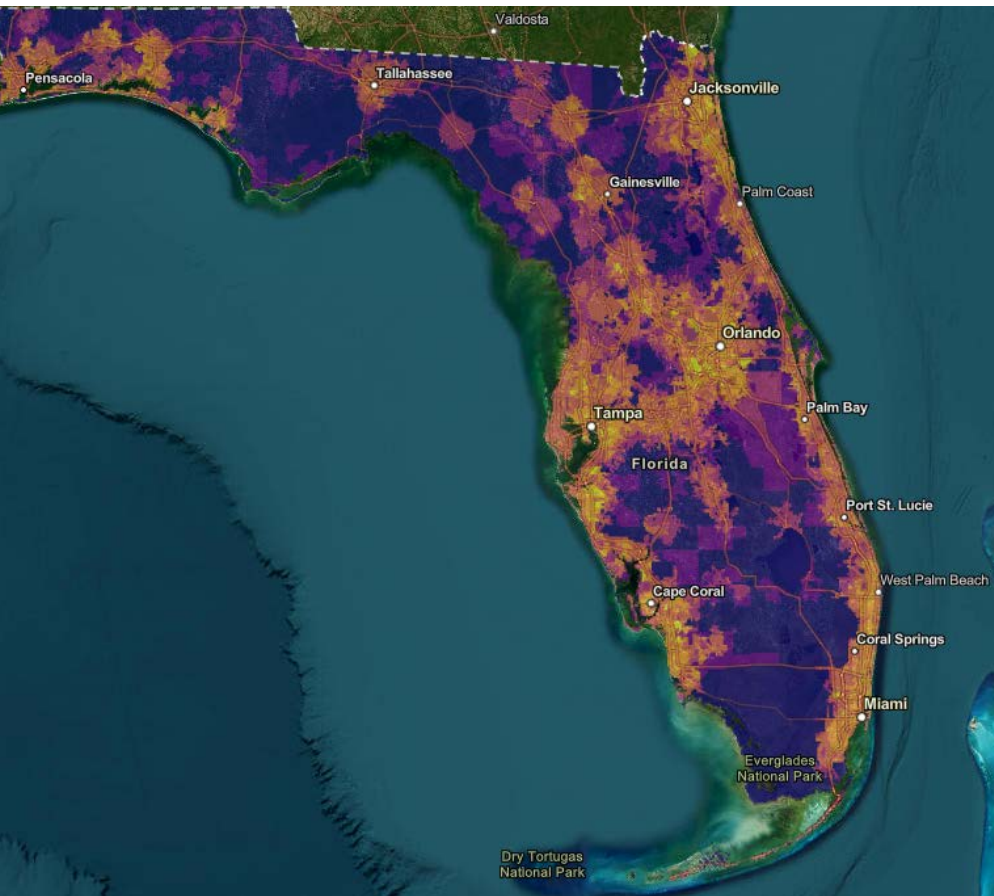 Valdosta
Pensacola
Tallahassee
Jacksonville
Gainesville
Palm Coast
Orlando
Tampa
Palm Bay
Florida
Port St. Lucie
West Palm Beach
Cape Coral
Coral Springs
Miami
Everglades
National Park
Dry Tortugas
National Park